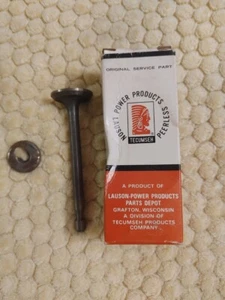 ORIGINAL SERVICE PART
LAUSON POWER PRODUCTS PEERLESS
TECUMSEH
A PRODUCT OF
LAUSON-POWER PRODUCTS
PARTS DEPOT
GRAFTON, WISCONSIN
A DIVISION OF
TECUMSEH PRODUCTS
COMPANY